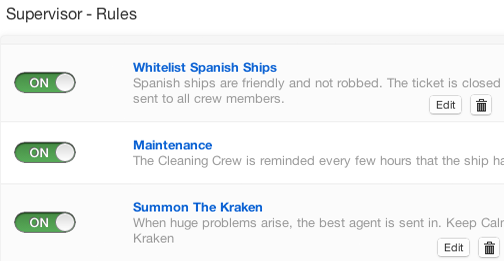 Supervisor - Rules
ON
Whitelist Spanish Ships
Spanish ships are friendly and not robbed. The ticket is closed
sent to all crew members.
Edit
ON
Maintenance
The Cleaning Crew is reminded every few hours that the ship
ON
Summon The Kraken
When huge problems arise, the best agent is sent in. Keep
Kraken
Edit